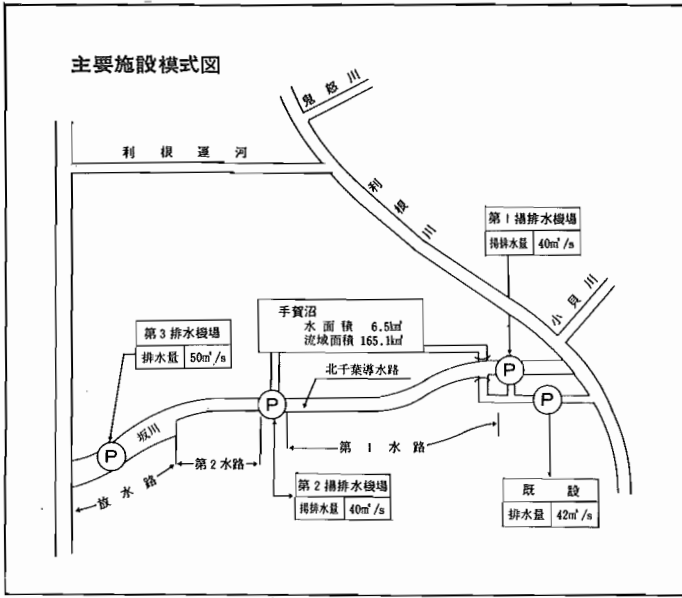 主要施設模式図
鬼怒川
利根運河
利根川
第1揚排水機場
揚排水量 40m³/s
小貝川
手賀沼
水面積 6.5km²
流域面積 165.1km²
第3排水機場
排水量 50m³/s
北千葉導水路
P
P
P
P
坂川
第1水路
第2水路
放水路
第2揚排水機場
揚排水量 40m³/s
既設
排水量 42m³/s